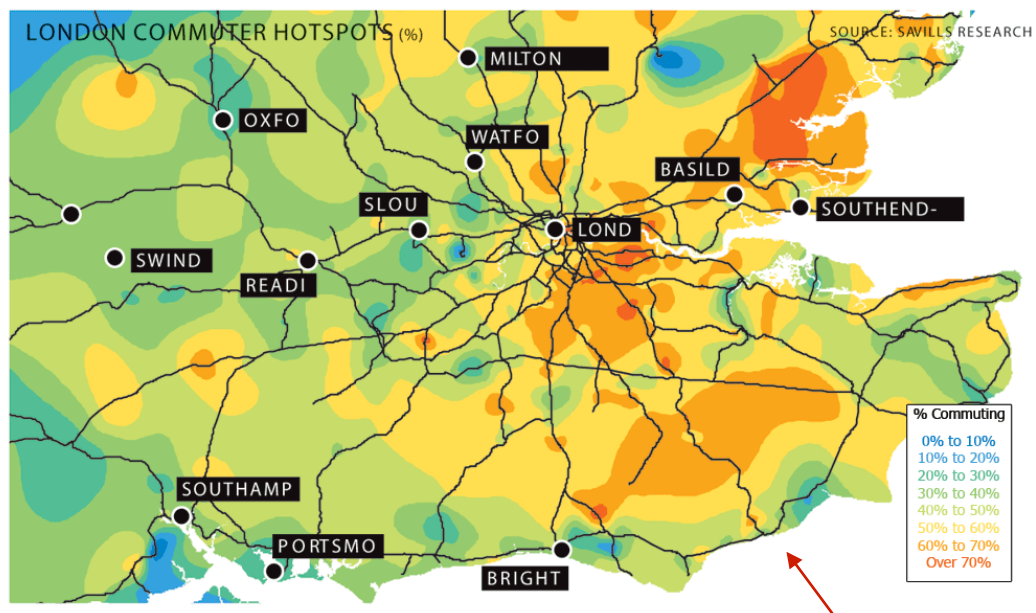 LONDON COMMUTER HOTSPOTS (%)
SOURCE: SAVILLS RESEARCH
MILTON
OXFO
WATFO
BASILD
SLOU
SOUTHEND-
LOND
SWIND
READI
% Commuting
0% to 10%
10% to 20%
20% to 30%
30% to 40%
40% to 50%
50% to 60%
60% to 70%
Over 70%
SOUTHAMP
PORTSMO
BRIGHT